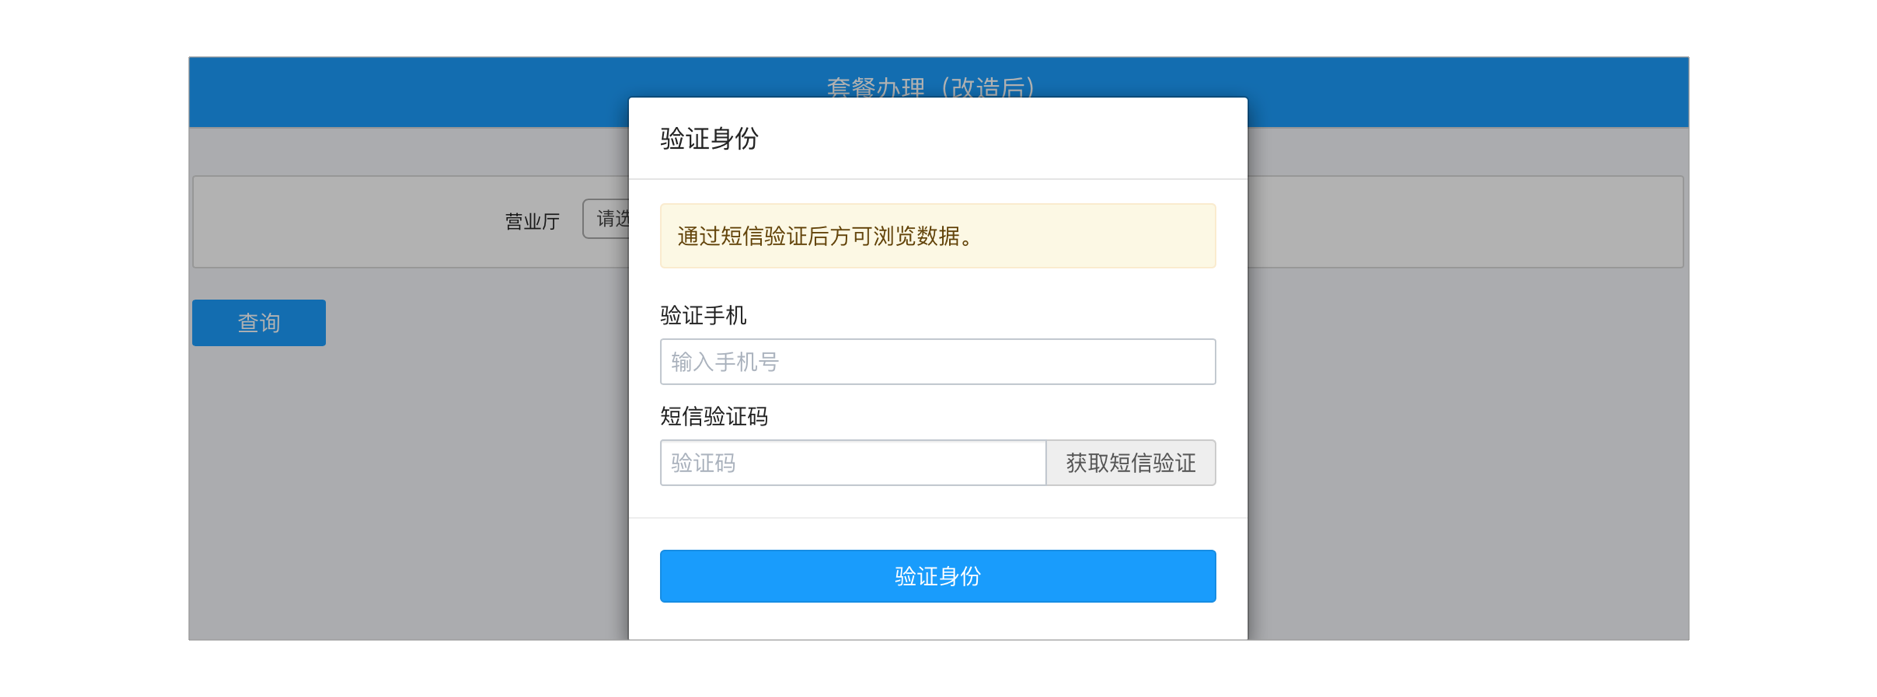 套餐办理（改造后）
验证身份
通过短信验证后方可浏览数据。
营业厅 请选
查询
验证手机
输入手机号
短信验证码
验证码 获取短信验证
验证身份